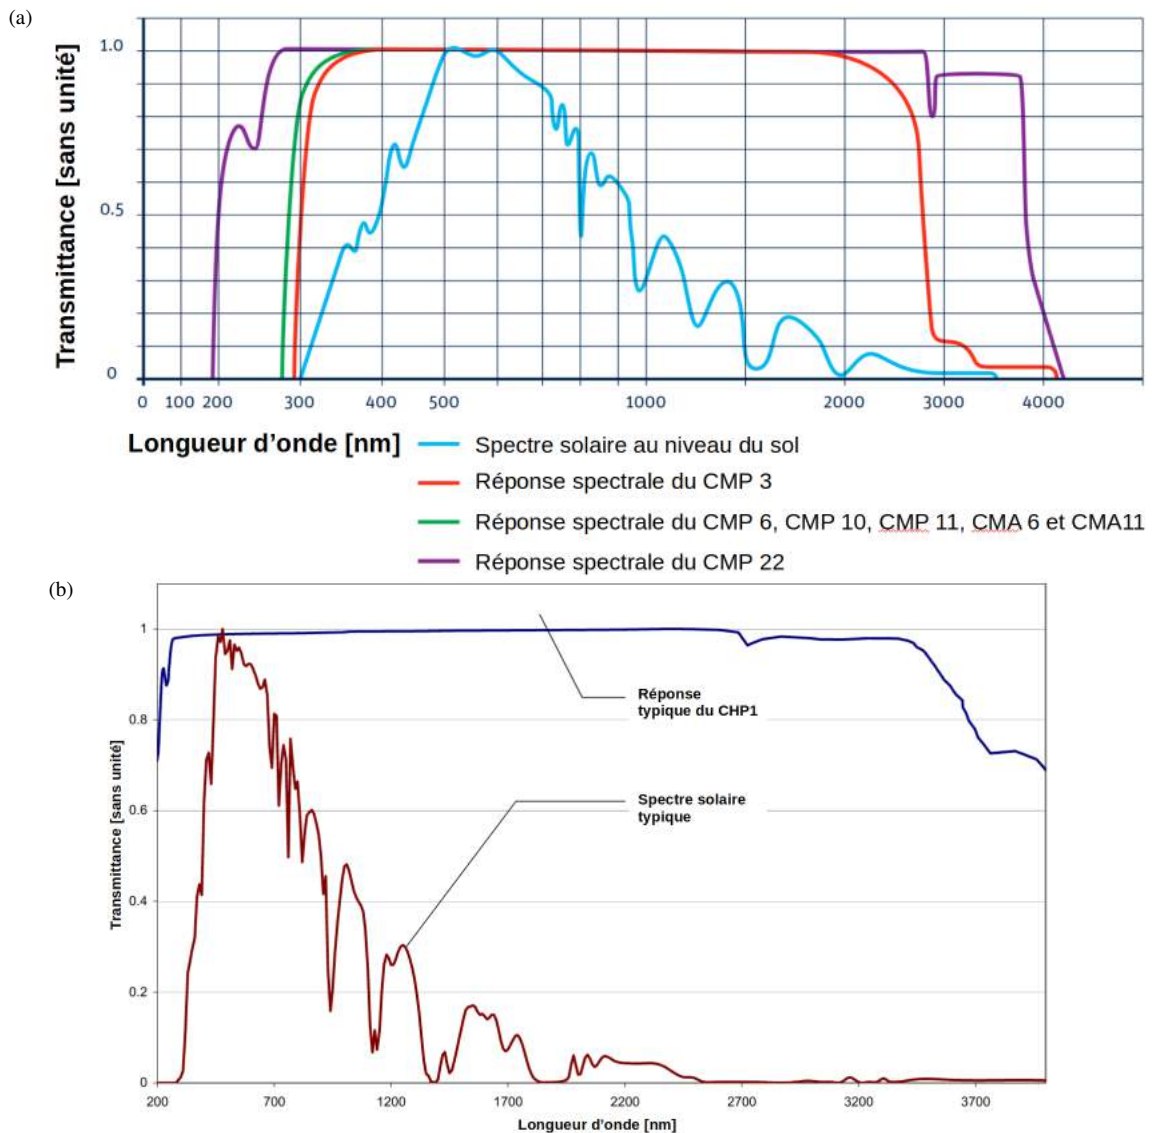 (a)
Transmittance [sans unité]
1.0
0.5
0
0 100 200 300 400 500 1000 2000 3000 4000
Longueur d’onde [nm]
Spectre solaire au niveau du sol
Réponse spectrale du CMP 3
Réponse spectrale du CMP 6, CMP 10, CMP 11, CMA 6 et CMA11
Réponse spectrale du CMP 22
(b)
Transmittance [sans unité]
1
0.8
0.6
0.4
0.2
0
Réponse
typique du CHP1
Spectre solaire
typique
200 700 1200 1700 2200 2700 3200 3700
Longueur d’onde [nm]